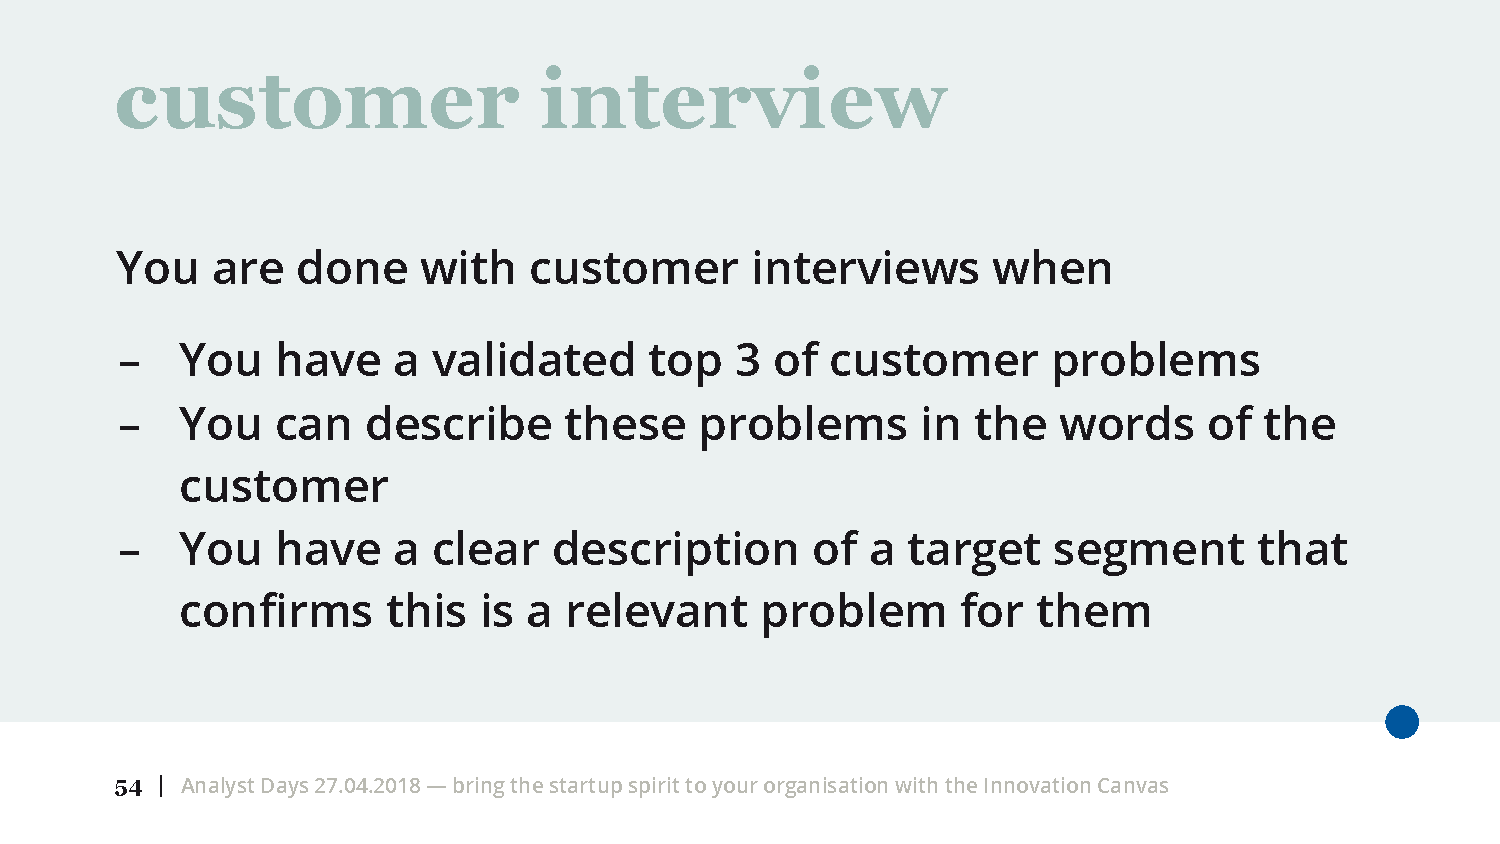 customer interview
You are done with customer interviews when
– You have a validated top 3 of customer problems
– You can describe these problems in the words of the
customer
– You have a clear description of a target segment that
confirms this is a relevant problem for them
54 | Analyst Days 27.04.2018 — bring the startup spirit to your organisation with the Innovation Canvas